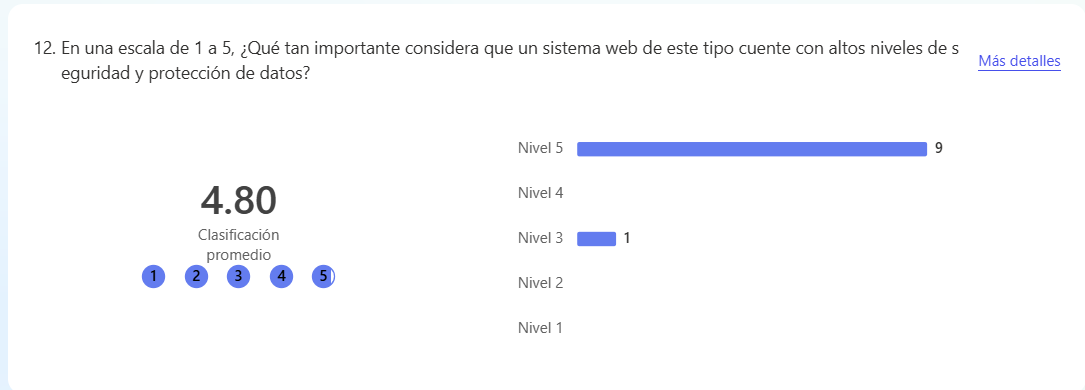 12. En una escala de 1 a 5, ¿Qué tan importante considera que un sistema web de este tipo cuente con altos niveles de s
eguridad y protección de datos?
Más detalles
4.80
Clasificación
promedio
1 2 3 4 5
Nivel 5 9
Nivel 4
Nivel 3 1
Nivel 2
Nivel 1